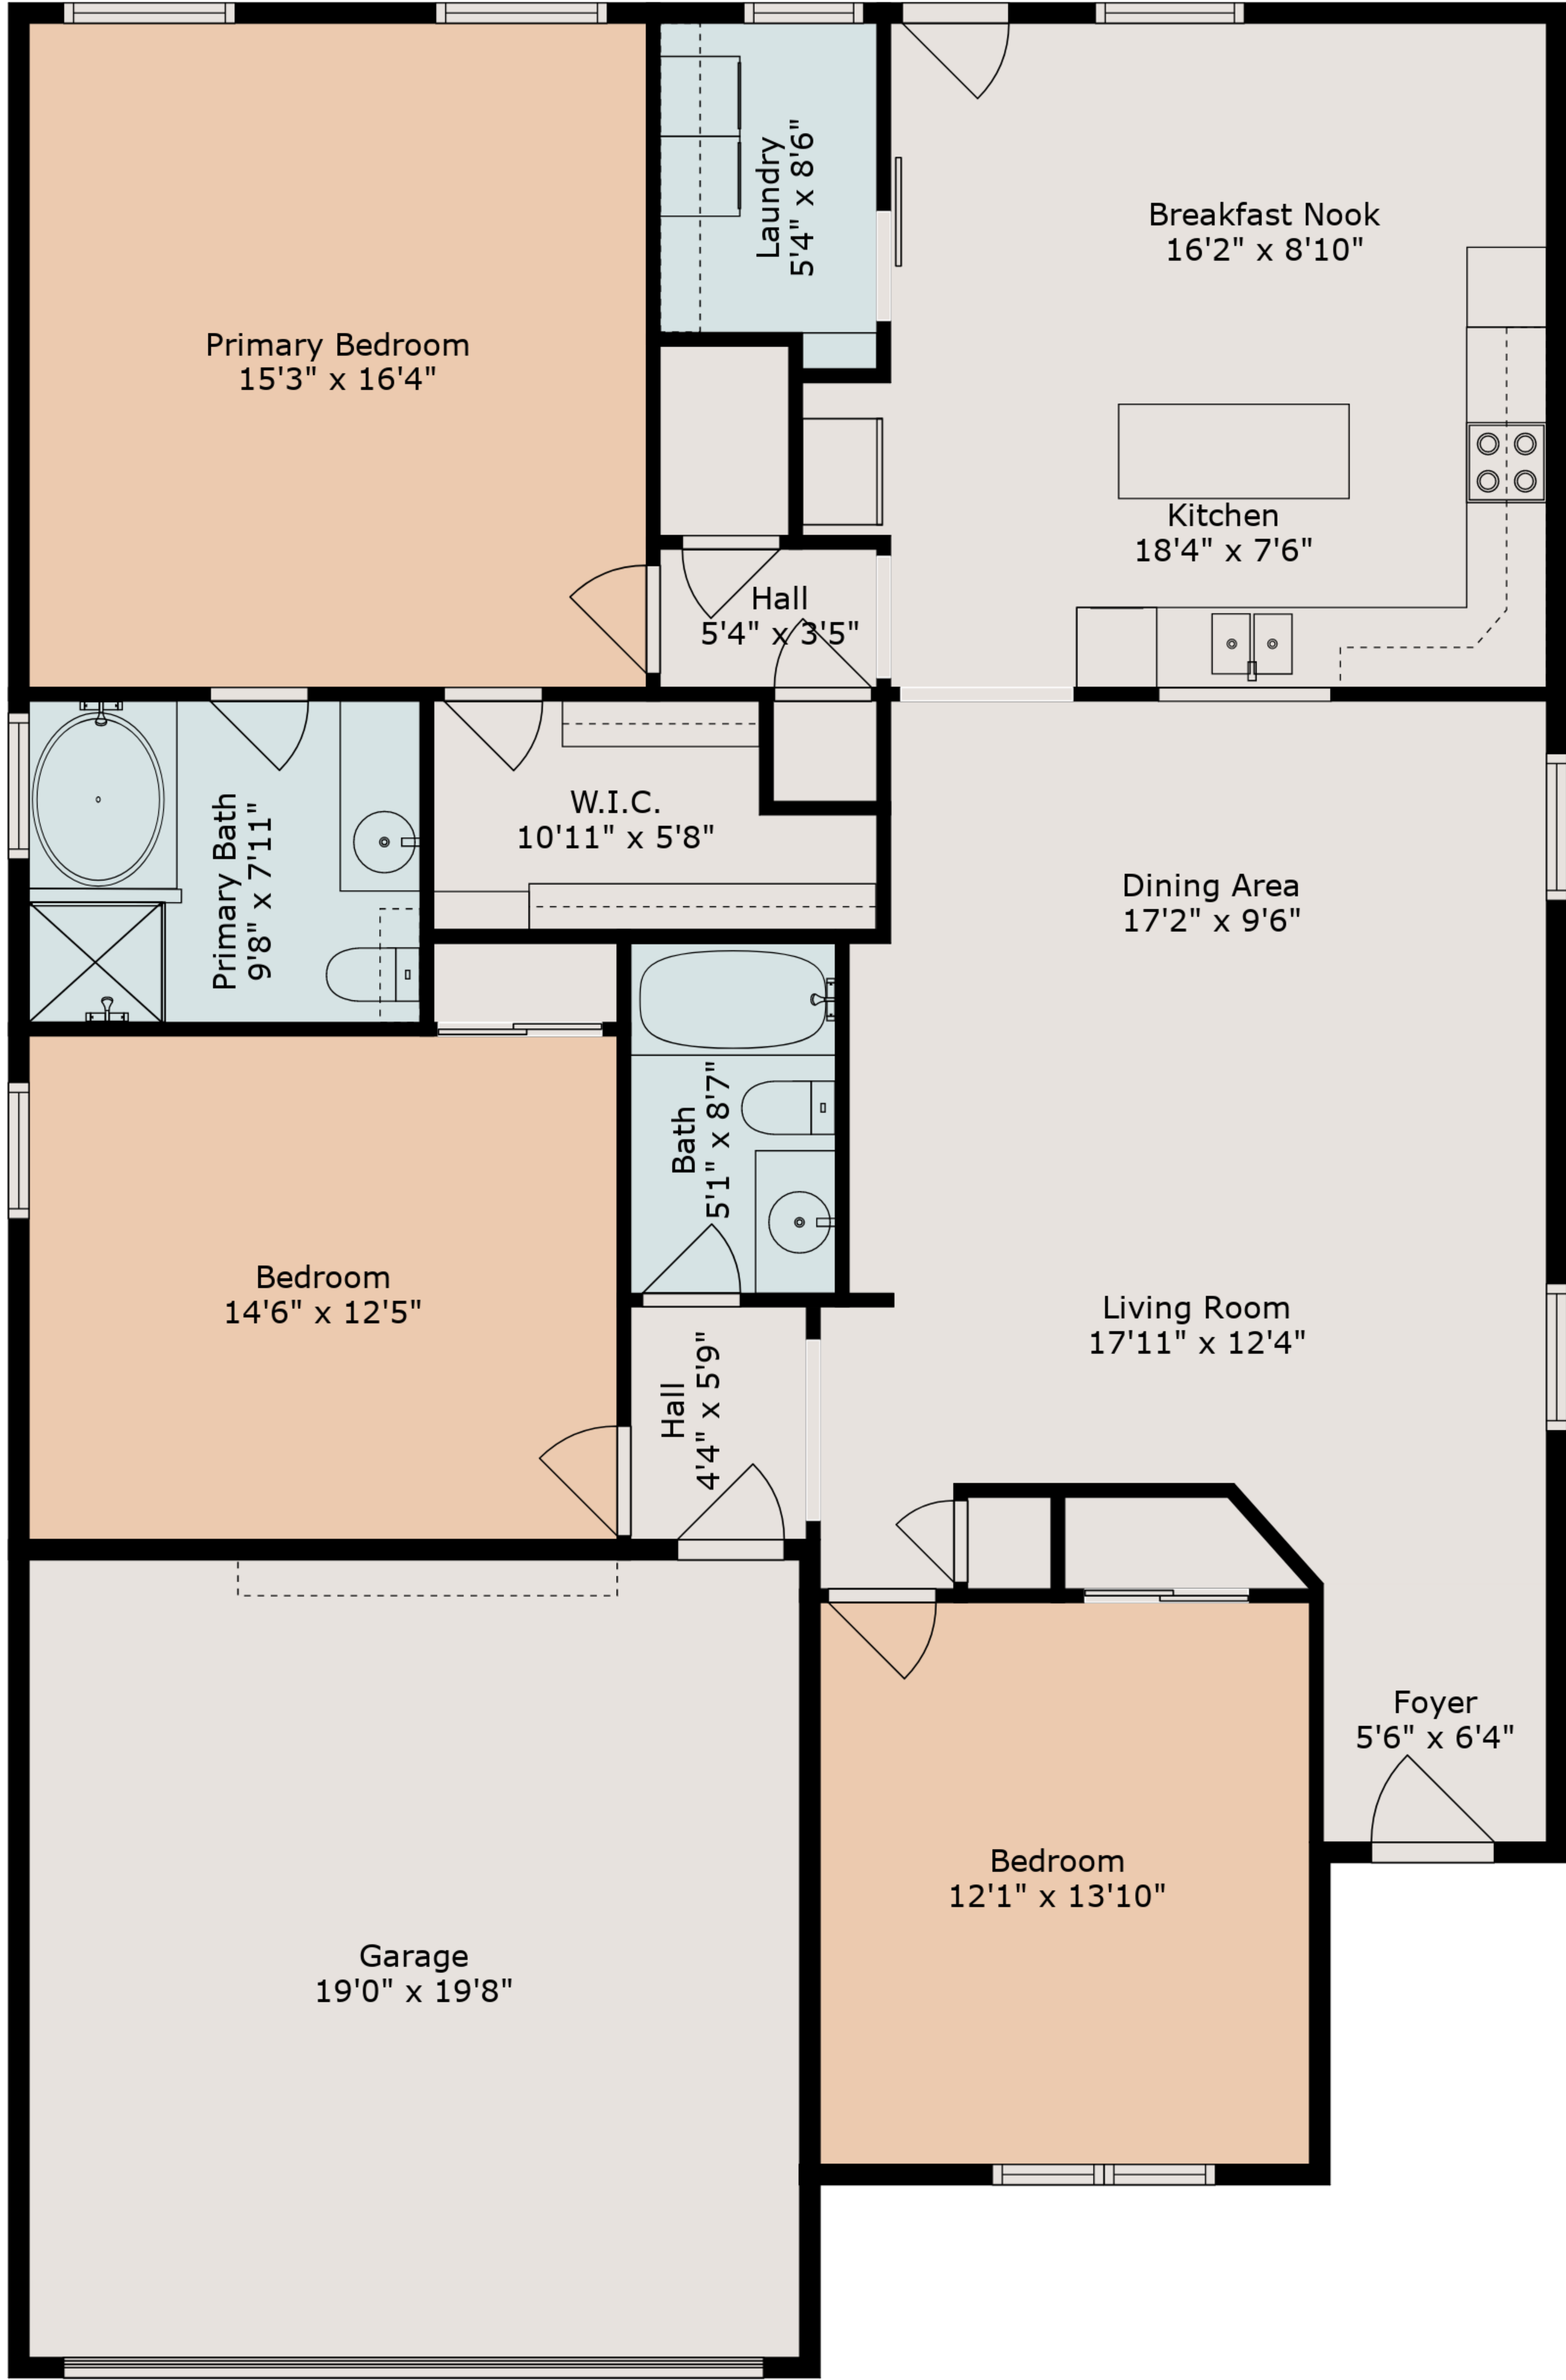 Primary Bedroom
15'3" x 16'4"
Laundry
5'4" x 8'6"
Breakfast Nook
16'2" x 8'10"
Kitchen
18'4" x 7'6"
Hall
5'4" x 3'5"
Primary Bath
9'8" x 7'11"
W.I.C.
10'11" x 5'8"
Dining Area
17'2" x 9'6"
Bedroom
14'6" x 12'5"
Bath
5'1" x 8'7"
Hall
4'4" x 5'9"
Living Room
17'11" x 12'4"
Foyer
5'6" x 6'4"
Bedroom
12'1" x 13'10"
Garage
19'0" x 19'8"